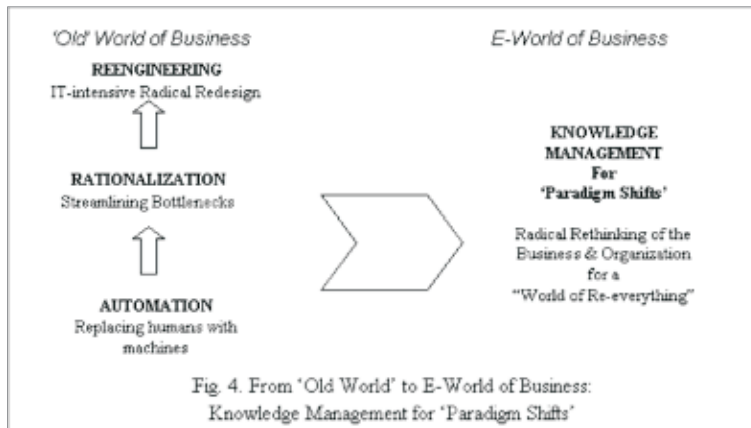 'Old' World of Business
REENGINEERING
IT-intensive Radical Redesign
RATIONALIZATION
Streamlining Bottlenecks
AUTOMATION
Replacing humans with
machines
E-World of Business
KNOWLEDGE
MANAGEMENT
For
'Paradigm Shifts'
Radical Rethinking of the
Business & Organization
for a
"World of Re-everything"
Fig. 4. From 'Old World' to E-World of Business:
Knowledge Management for 'Paradigm Shifts'